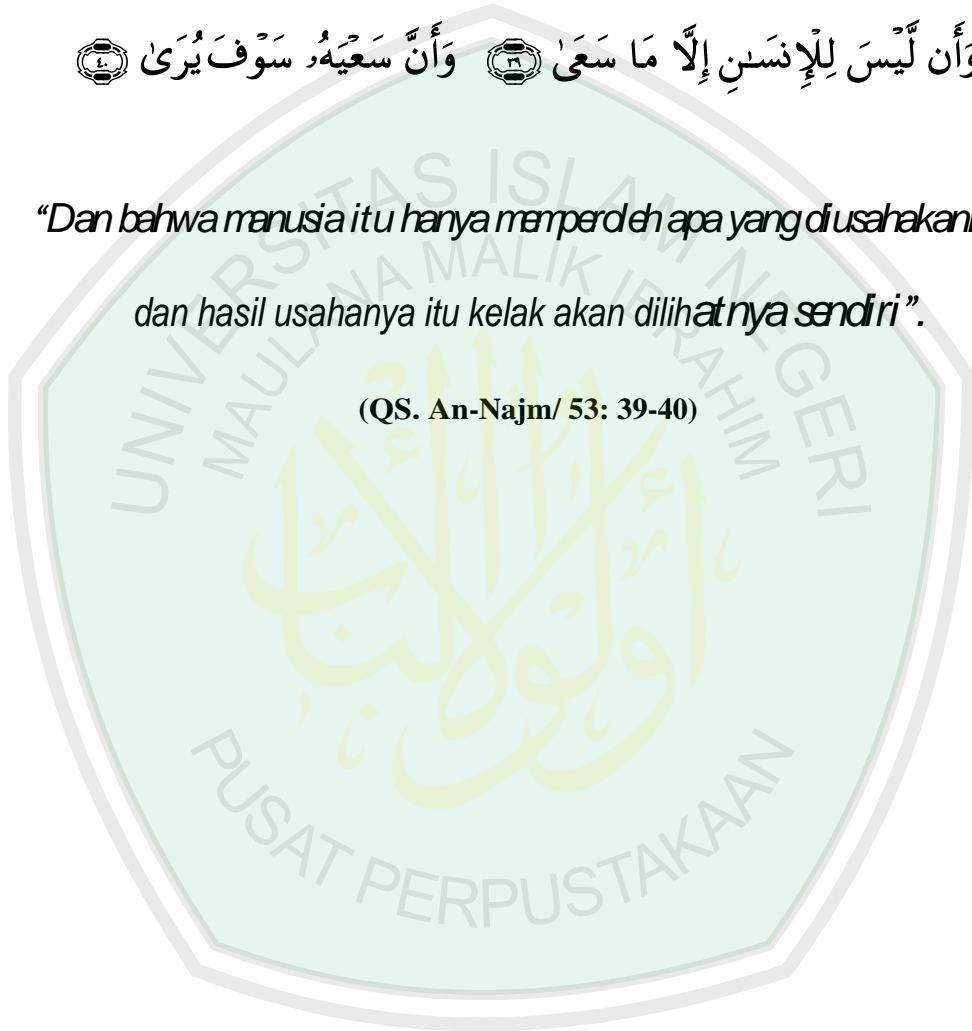 وَأَن لَّيْسَ لِلْإِنسَـٰنِ إِلَّا مَا سَعَىٰ ﴿٣٩﴾ وَأَنَّ سَعْيَهُۥ سَوْفَ يُرَىٰ ﴿٤٠﴾
“Dan bahwa manusia itu hanya memperoleh apa yang
dan hasil usahanya itu kelak akan dilihatnya sendiri”.
(QS. An-Najm/ 53: 39-40)
UNIVERSITAS ISLAM NEGERI
MAULANA MALIK IBRAHIM
PUSAT PERPUSTAKAAN